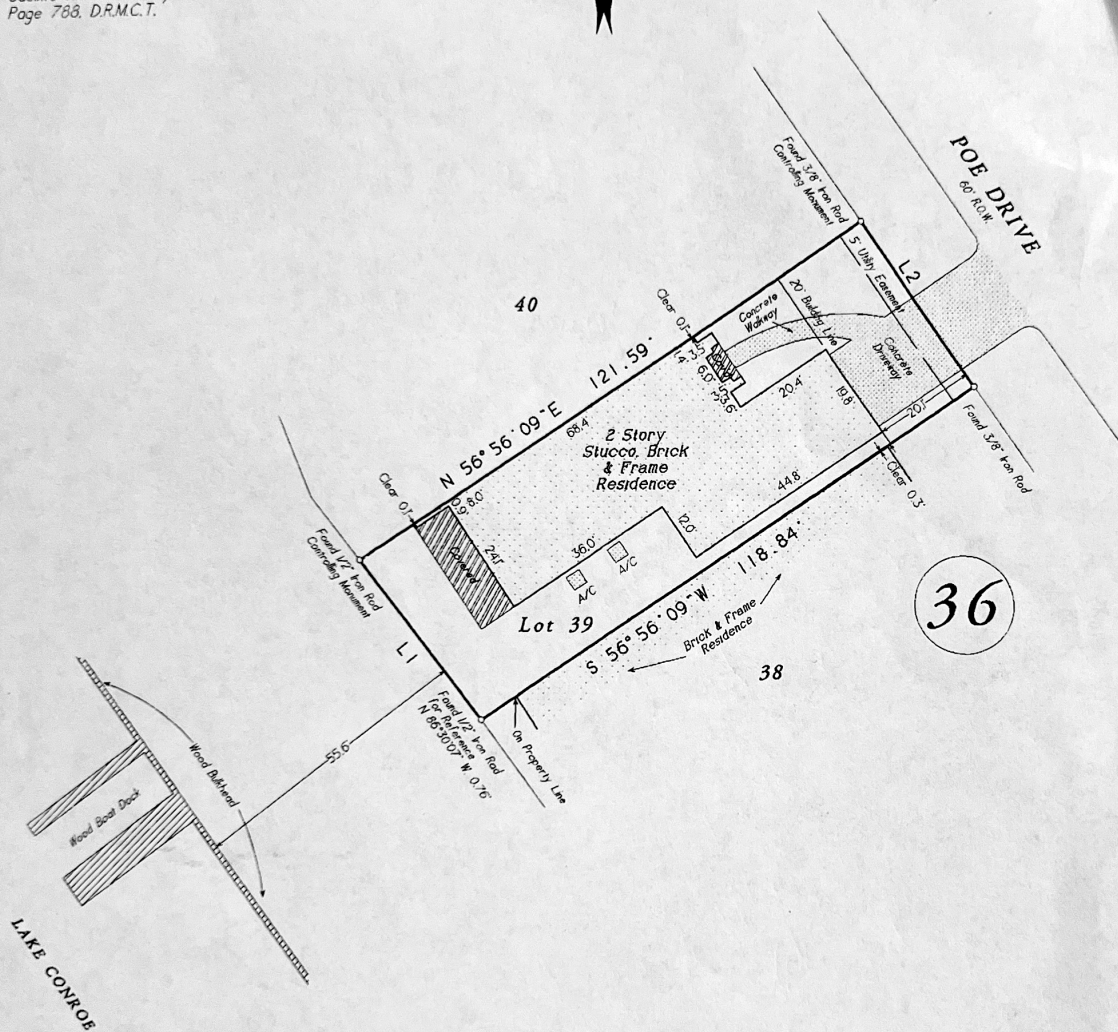 Page 788, D.R.M.C.T.
POE DRIVE
60' R.O.W.
Found 3/8" Iron Rod
Controlling Monument
L2
5' Utility Easement
20' Building Line
Concrete
Walkway
Concrete
Driveway
40
Clear 0.1'
N 56°56'09"E 121.59'
1.4'
6.0'
3.6'
20.4'
19.8'
20.1'
Found 3/8" Iron Rod
Clear 0.3'
68.4'
2 Story
Stucco, Brick
& Frame
Residence
44.8'
12.0'
36.0'
A/C
A/C
Clear 0.1'
0.9'
8.0'
24.1'
Covered
Found 1/2" Iron Rod
Controlling Monument
Lot 39
S 56°56'09"W 118.84'
Brick & Frame
Residence
36
38
L1
Found 1/2" Iron Rod
for Reference
N 86°30'07" W, 0.76'
On Property Line
55.6'
Wood Bulkhead
Wood Boat Dock
LAKE CONROE